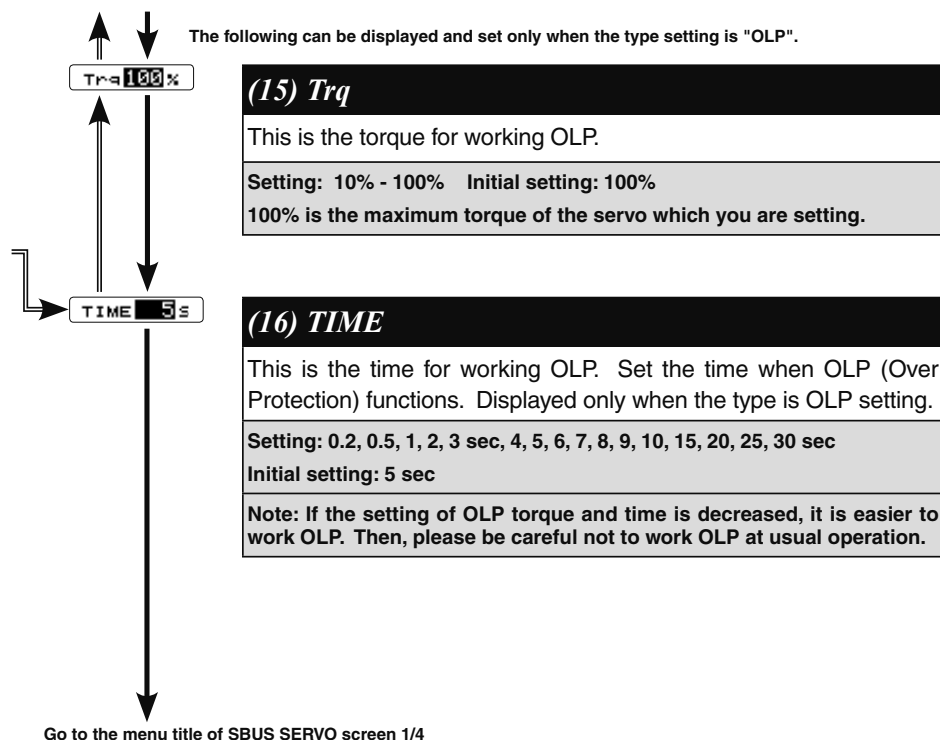 The following can be displayed and set only when the type setting is "OLP".
Trq 100%
(15) Trq
This is the torque for working OLP.
Setting: 10% - 100% Initial setting: 100%
100% is the maximum torque of the servo which you are setting.
TIME 5s
(16) TIME
This is the time for working OLP. Set the time when OLP (Over
Protection) functions. Displayed only when the type is OLP setting.
Setting: 0.2, 0.5, 1, 2, 3 sec, 4, 5, 6, 7, 8, 9, 10, 15, 20, 25, 30 sec
Initial setting: 5 sec
Note: If the setting of OLP torque and time is decreased, it is easier to
work OLP. Then, please be careful not to work OLP at usual operation.
Go to the menu title of SBUS SERVO screen 1/4